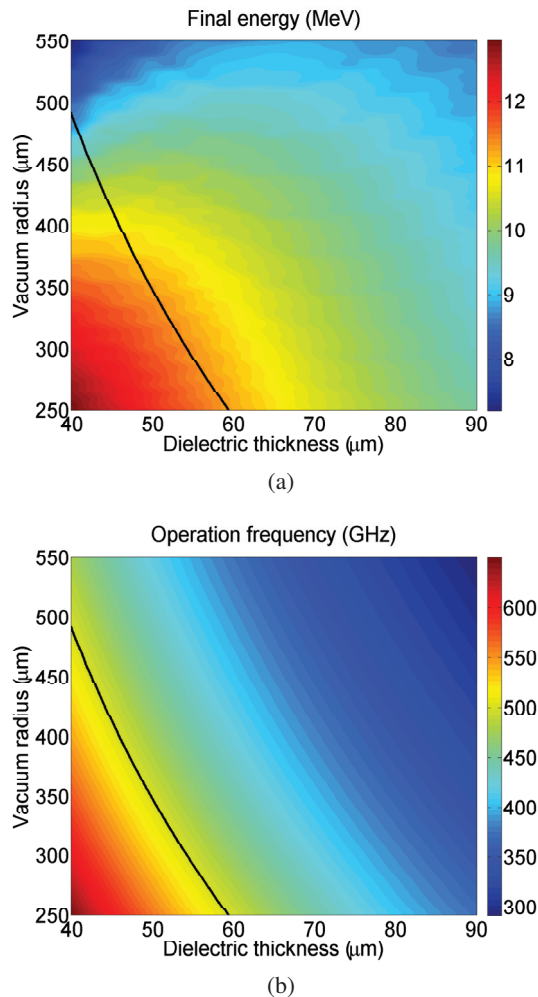 Final energy (MeV)
550
500
450
400
350
300
250
Vacuum radius (μm)
40 50 60 70 80 90
Dielectric thickness (μm)
12
11
10
9
8
(a)
Operation frequency (GHz)
550
500
450
400
350
300
250
Vacuum radius (μm)
40 50 60 70 80 90
Dielectric thickness (μm)
600
550
500
450
400
350
300
(b)